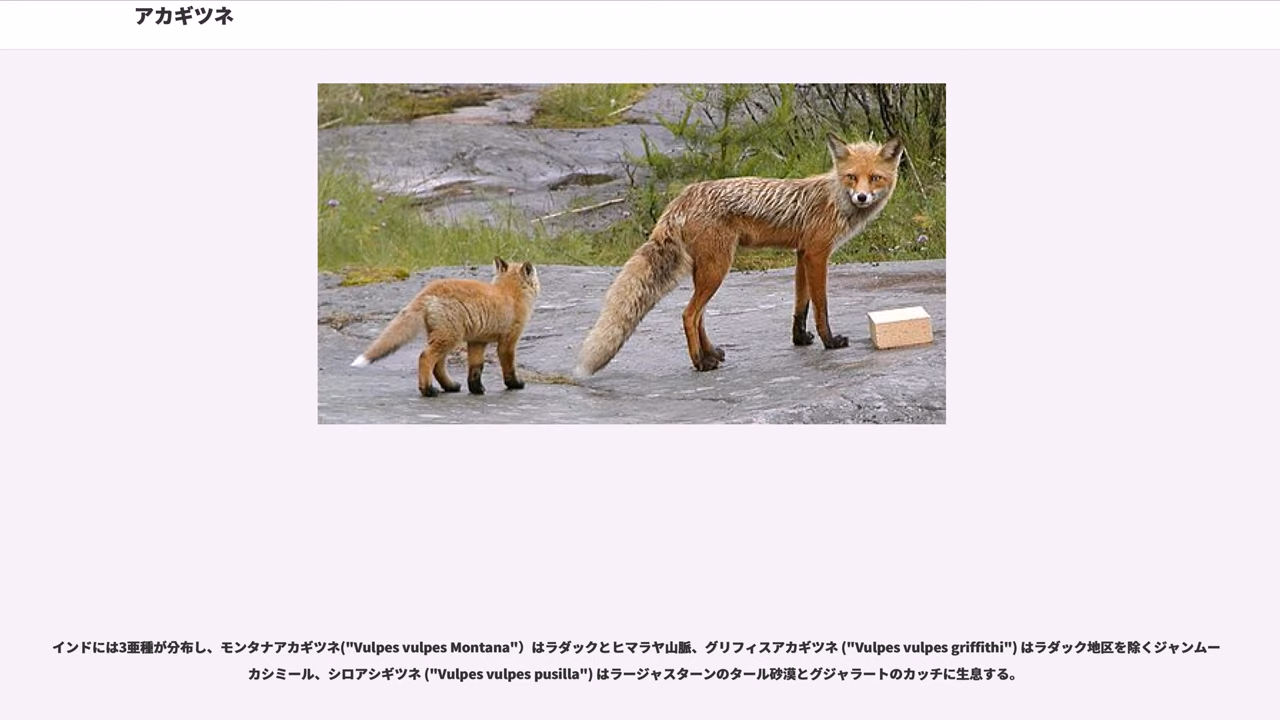 アカギツネ
インドには3亜種が分布し、モンタナアカギツネ("Vulpes vulpes Montana"）はラダックとヒマラヤ山脈、グリフィスアカギツネ ("Vulpes vulpes griffithi") はラダック地区を除くジャンムー
カシミール、シロアシギツネ ("Vulpes vulpes pusilla") はラージャスターンのタール砂漠とグジャラートのカッチに生息する。